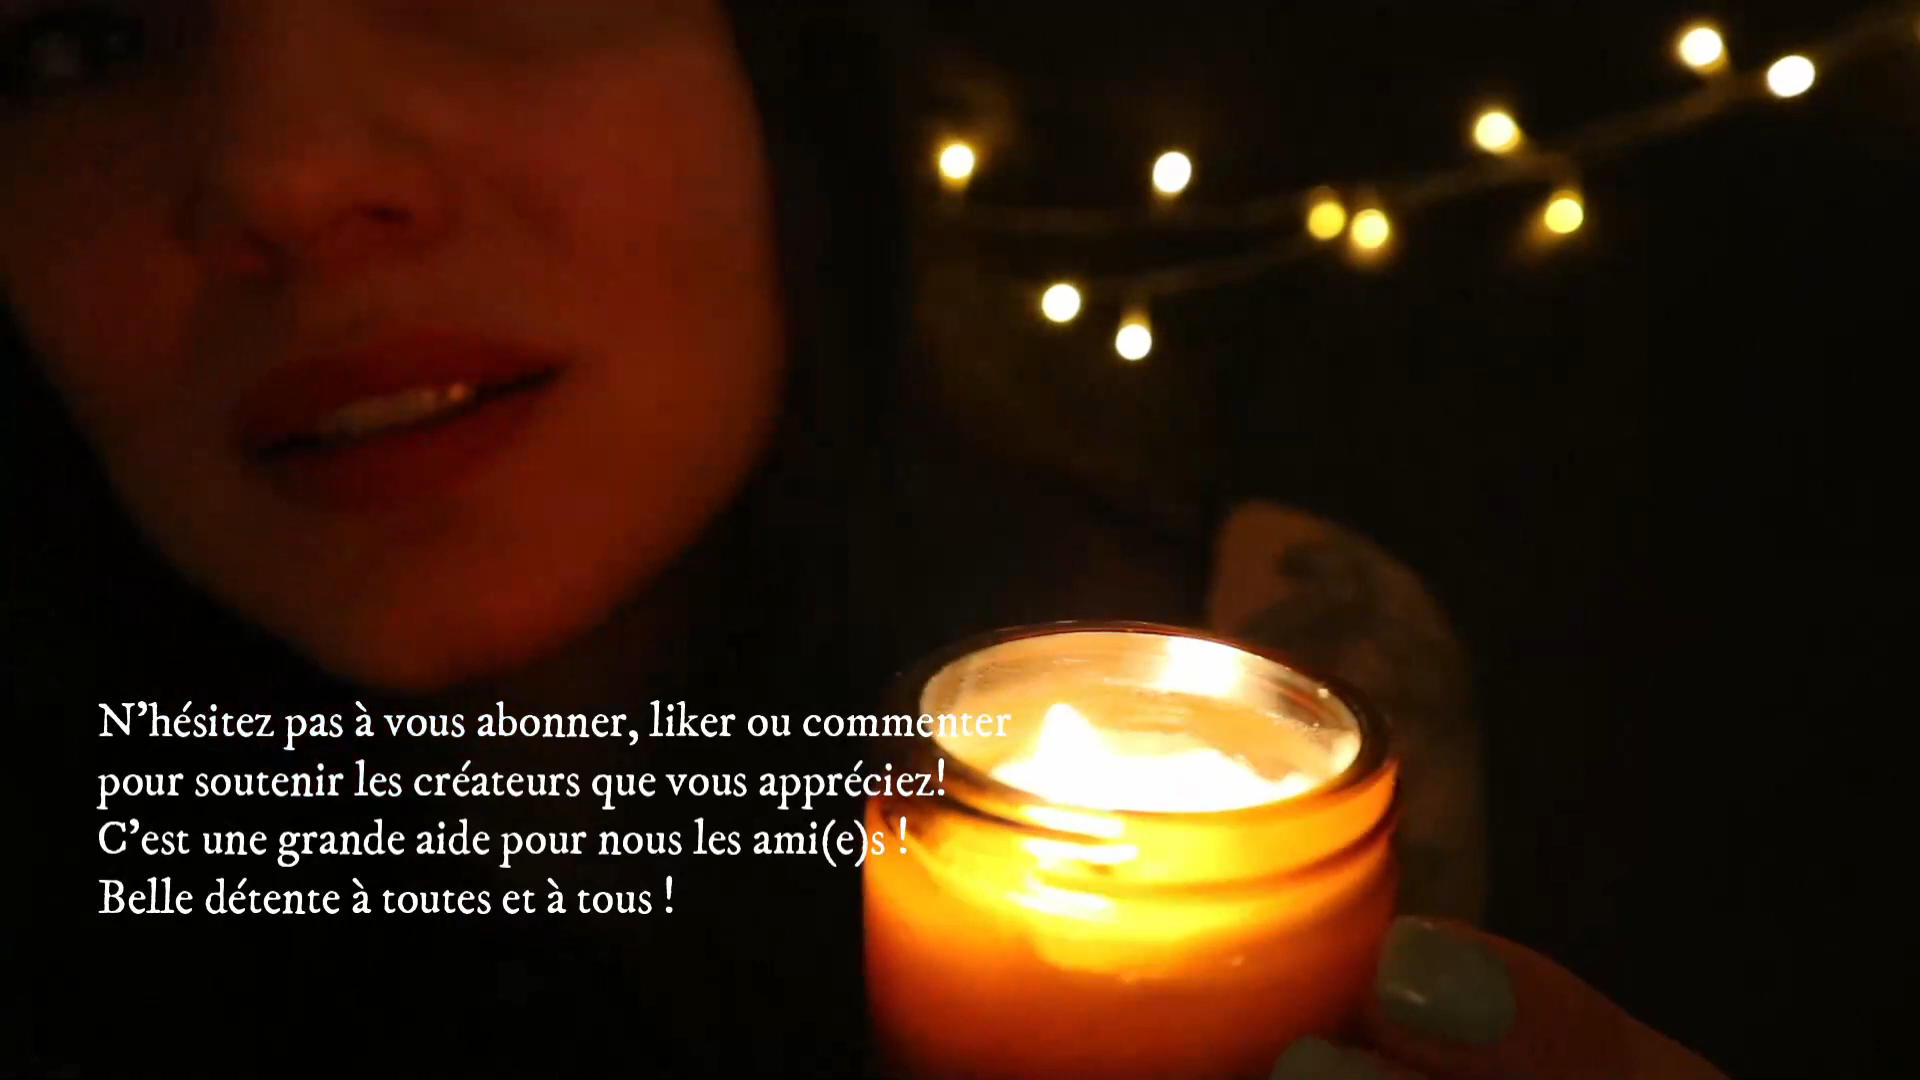 N’hésitez pas à vous abonner, liker ou commenter
pour soutenir les créateurs que vous appréciez!
C’est une grande aide pour nous les ami(e)s !
Belle détente à toutes et à tous !